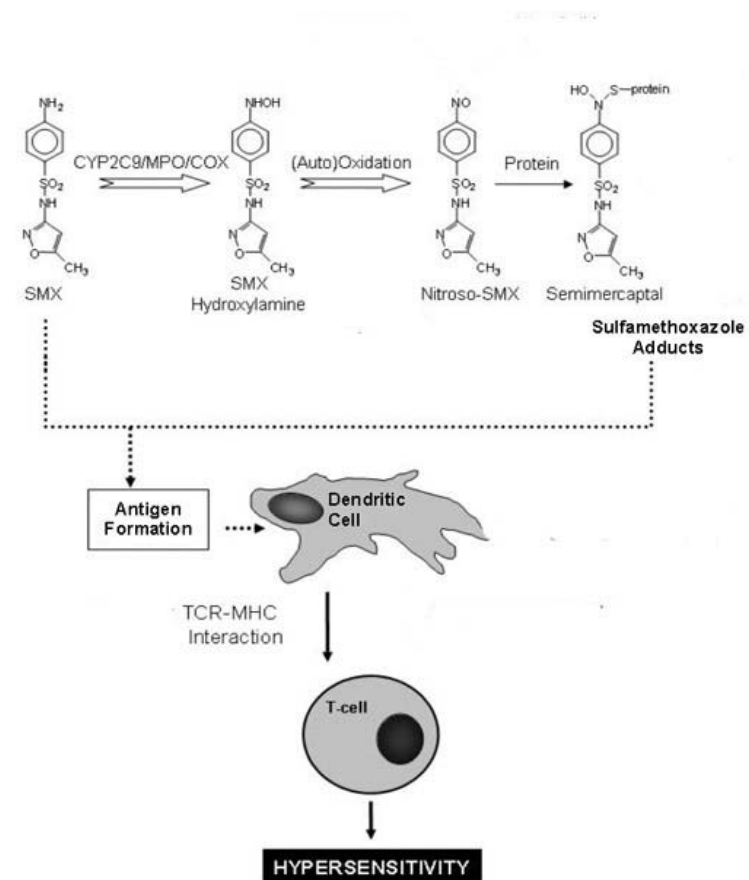 NH2
NHOH
NO
HO
S—protein
N
CYP2C9/MPO/COX
(Auto)Oxidation
Protein
SO2
NH
N
O
CH3
SO2
NH
N
O
CH3
SO2
NH
N
O
CH3
SO2
NH
N
O
CH3
SMX
SMX
Hydroxylamine
Nitroso-SMX
Semimercaptal
Sulfamethoxazole
Adducts
Antigen
Formation
Dendritic
Cell
TCR-MHC
Interaction
T-cell
HYPERSENSITIVITY